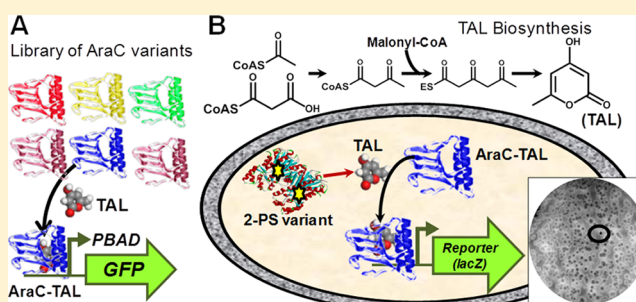 A
Library of AraC variants
TAL
PBAD
GFP
AraC-TAL
B
TAL Biosynthesis
Malonyl-CoA
O
CoAS
O O
CoAS OH
O O
CoAS
O O O
ES
OH
O O
(TAL)
TAL
AraC-TAL
2-PS variant
Reporter
(lacZ)